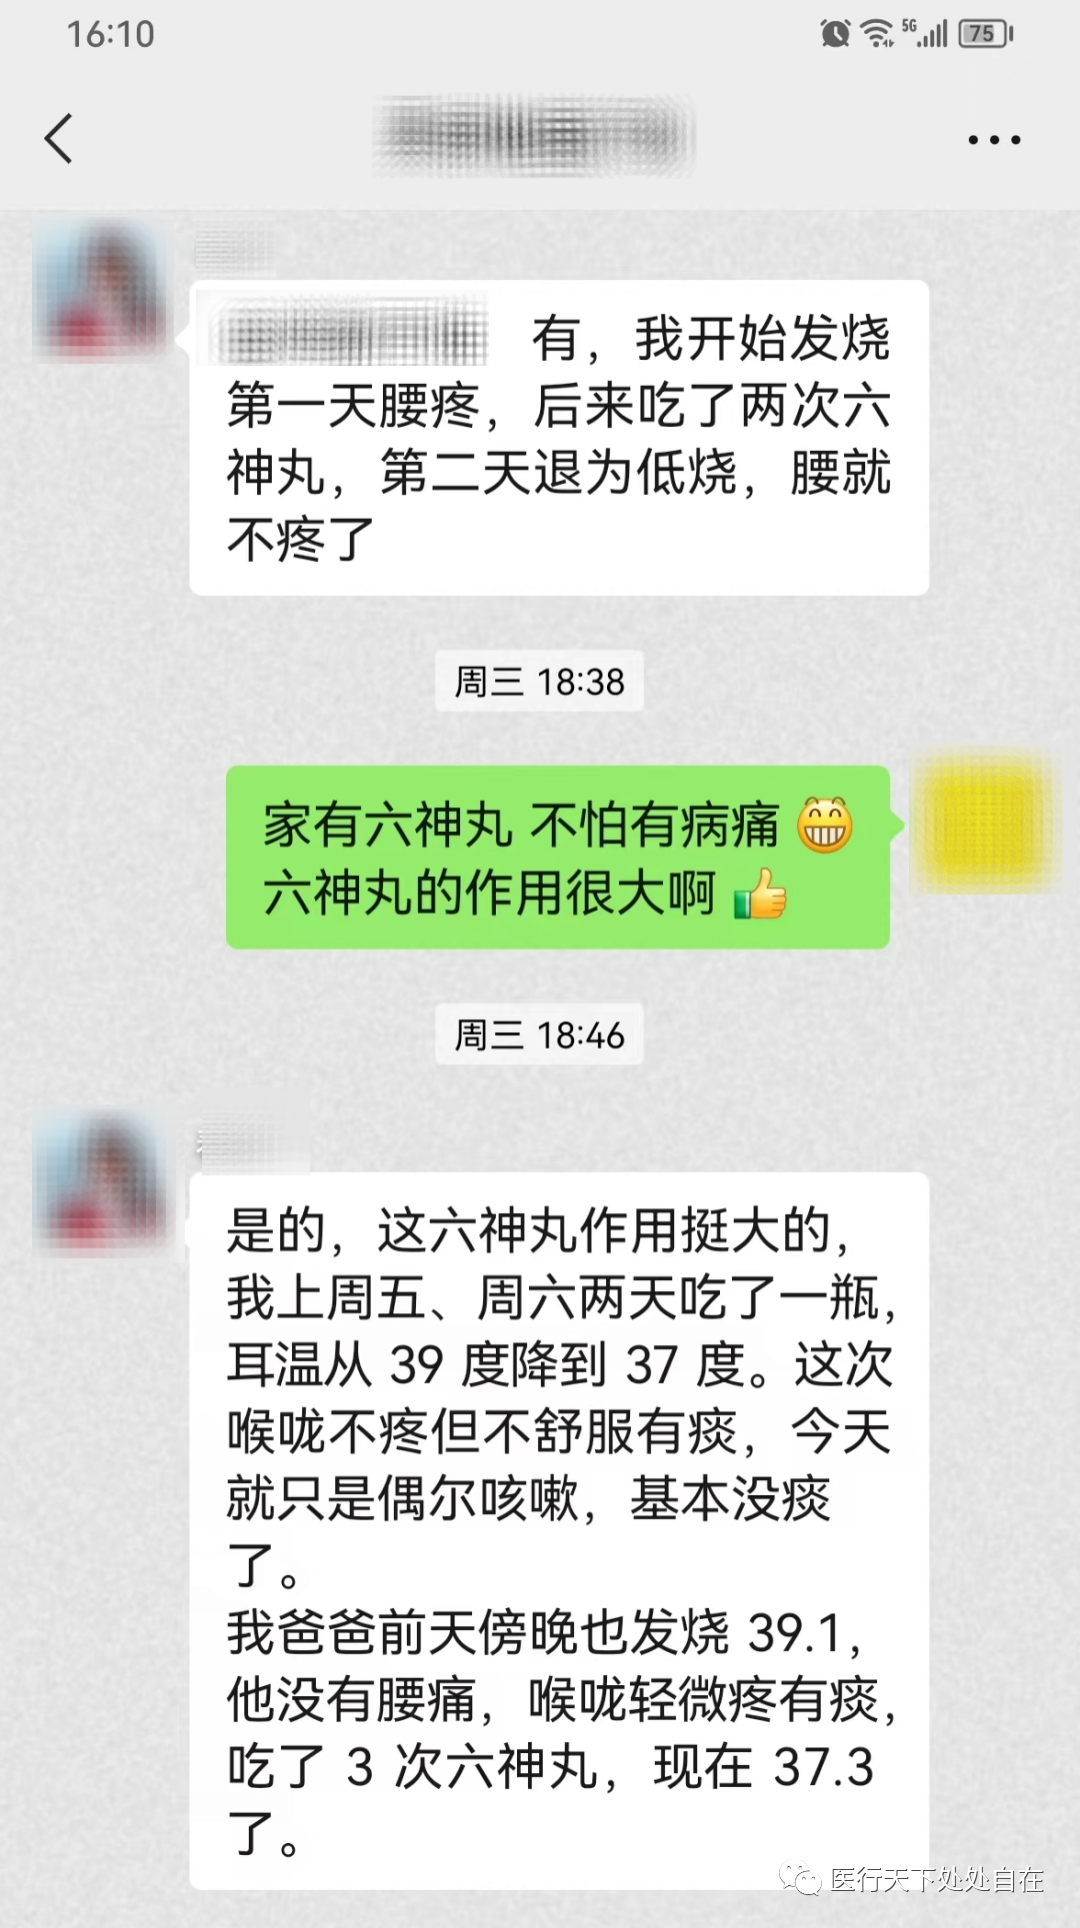 16:10
5G
75
有，我开始发烧
第一天腰疼，后来吃了两次六
神丸，第二天退为低烧，腰就
不疼了
周三 18:38
家有六神丸 不怕有病痛😁
六神丸的作用很大啊👍
周三 18:46
是的，这六神丸作用挺大的，
我上周五、周六两天吃了一瓶，
耳温从 39 度降到 37 度。这次
喉咙不疼但不舒服有痰，今天
就只是偶尔咳嗽，基本没痰
了。
我爸爸前天傍晚也发烧 39.1，
他没有腰痛，喉咙轻微疼有痰，
吃了 3 次六神丸，现在 37.3
了。
医行天下处处自在